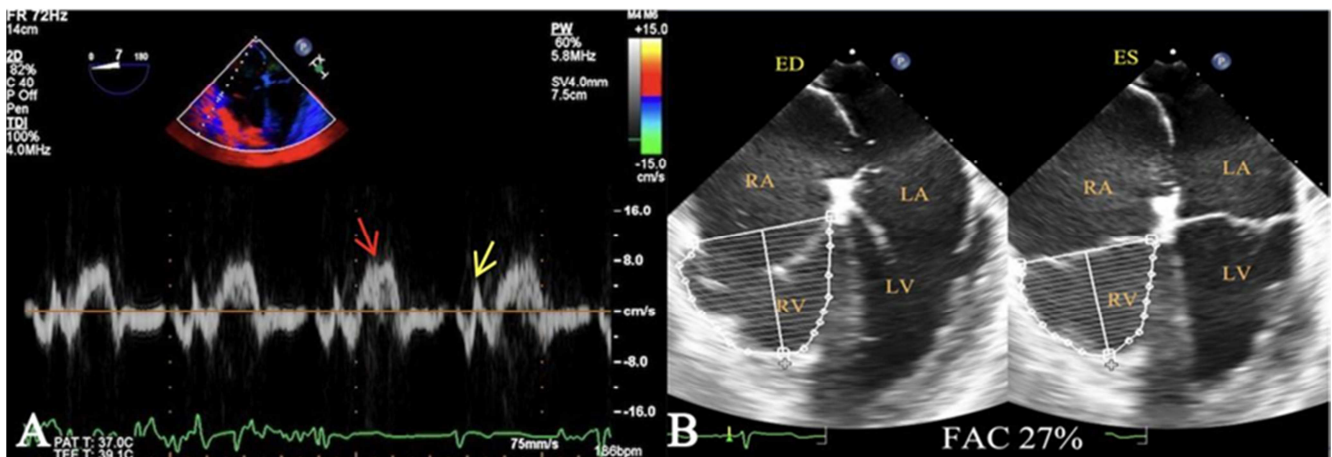 FR 72Hz
14cm
2D
82%
C 40
P Off
Pen
TDI
100%
4.0MHz
0 7 180
P
PW
60%
5.8MHz
SV4.0mm
7.5cm
M4 M6
+15.0
-15.0
cm/s
16.0
8.0
cm/s
-8.0
-16.0
A
PAT T: 37.0C
TEE T: 39.1C
75mm/s
186bpm
ED
P
RA
LA
RV
LV
B
ES
P
RA
LA
RV
LV
FAC 27%